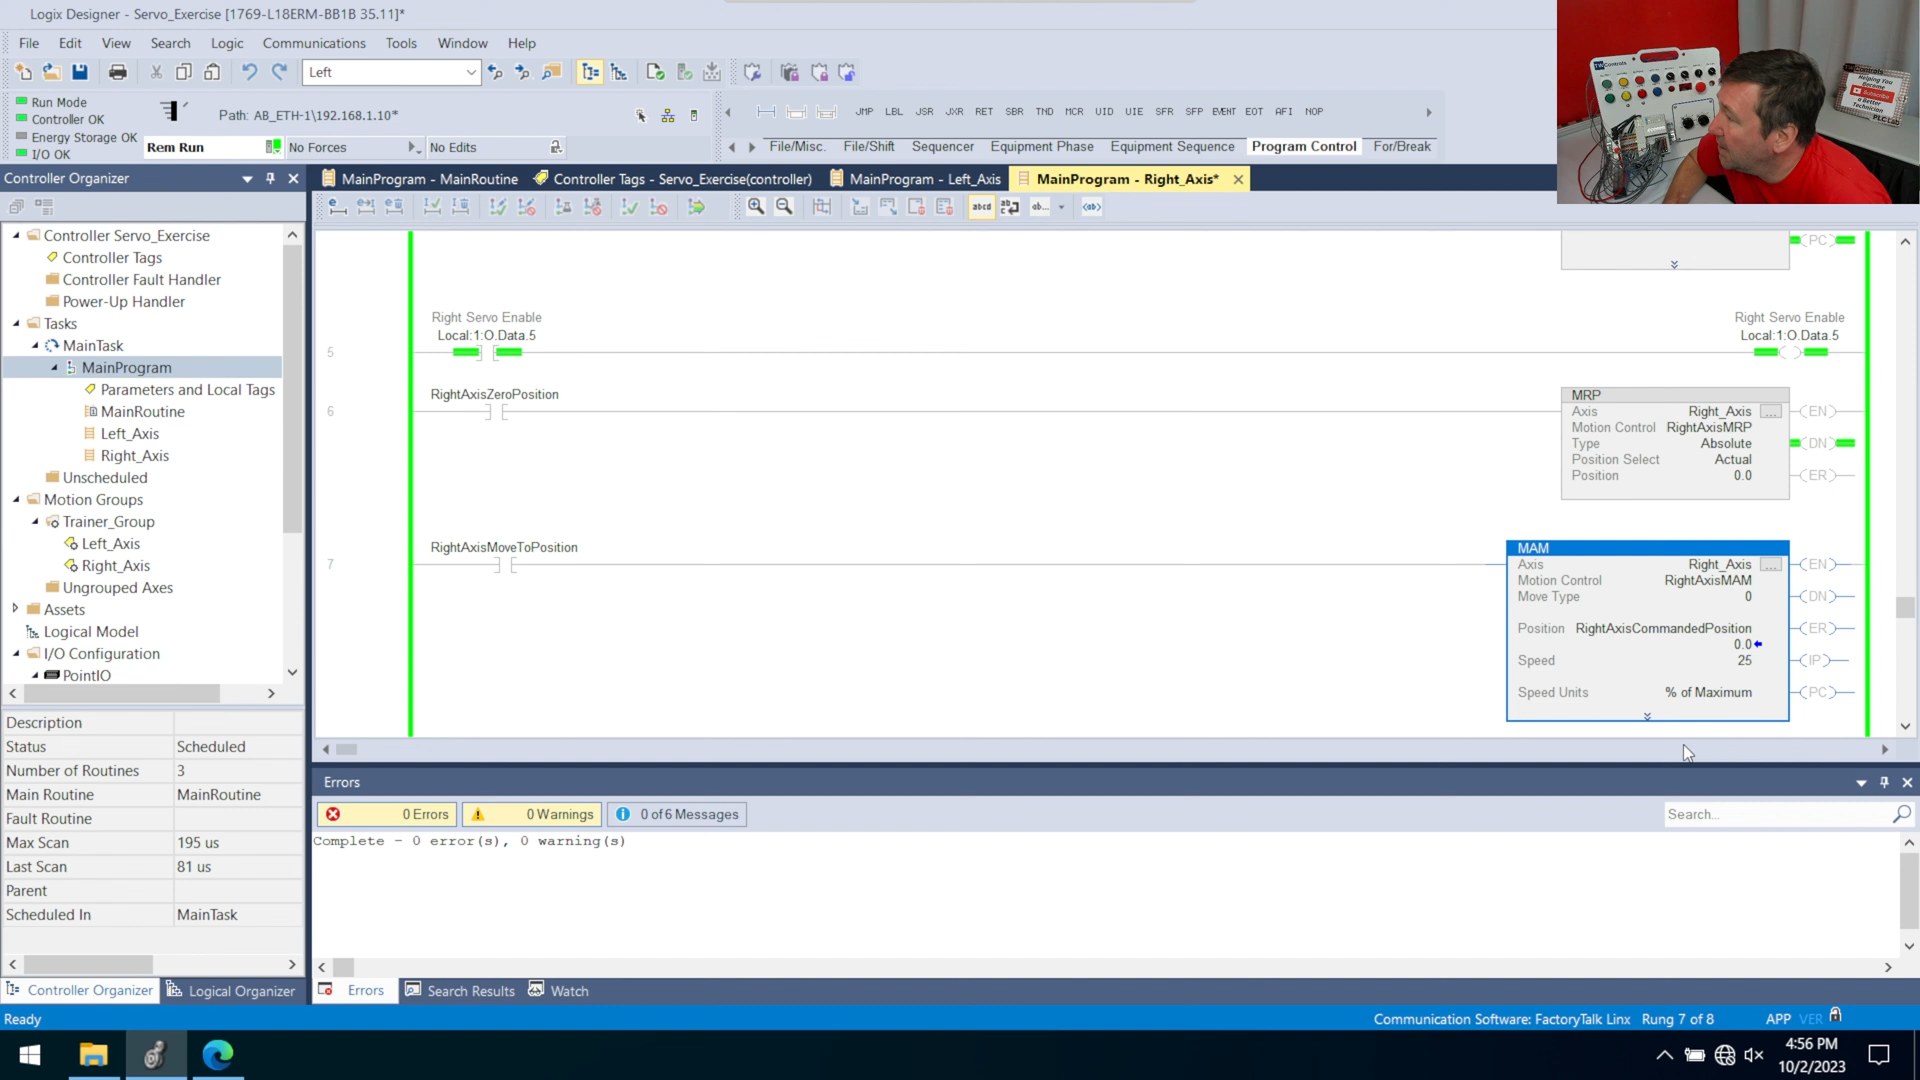 Logix Designer - Servo_Exercise [1769-L18ERM-BB1B 35.11]*
File Edit View Search Logic Communications Tools Window Help
Left
Run Mode
Controller OK
Energy Storage OK
I/O OK
Path: AB_ETH-1\192.168.1.10*
Rem Run
No Forces
No Edits
JMP LBL JSR JXR RET SBR TND MCR UID UIE SFR SFP EVENT EOT AFI NOP
File/Misc. File/Shift Sequencer Equipment Phase Equipment Sequence Program Control For/Break
TWControls
Helping You
Become
Subscribe
a Better
Technician
PLC Lab
Controller Organizer
MainProgram - MainRoutine
Controller Tags - Servo_Exercise(controller)
MainProgram - Left_Axis
MainProgram - Right_Axis*
abcd
ab...
Controller Servo_Exercise
Controller Tags
Controller Fault Handler
Power-Up Handler
Tasks
MainTask
MainProgram
Parameters and Local Tags
MainRoutine
Left_Axis
Right_Axis
Unscheduled
Motion Groups
Trainer_Group
Left_Axis
Right_Axis
Ungrouped Axes
Assets
Logical Model
I/O Configuration
PointIO
Description
Status Scheduled
Number of Routines 3
Main Routine MainRoutine
Fault Routine
Max Scan 195 us
Last Scan 81 us
Parent
Scheduled In MainTask
Controller Organizer
Logical Organizer
PC
5
Right Servo Enable
Local:1:O.Data.5
Right Servo Enable
Local:1:O.Data.5
6
RightAxisZeroPosition
MRP
Axis Right_Axis ... EN
Motion Control RightAxisMRP
Type Absolute DN
Position Select Actual
Position 0.0 ER
7
RightAxisMoveToPosition
MAM
Axis Right_Axis ... EN
Motion Control RightAxisMAM
Move Type 0 DN
Position RightAxisCommandedPosition ER
0.0
Speed 25 IP
Speed Units % of Maximum PC
Errors
0 Errors
0 Warnings
0 of 6 Messages
Search...
Complete - 0 error(s), 0 warning(s)
Errors
Search Results
Watch
Ready
Communication Software: FactoryTalk Linx
Rung 7 of 8
APP
VER
4:56 PM
10/2/2023